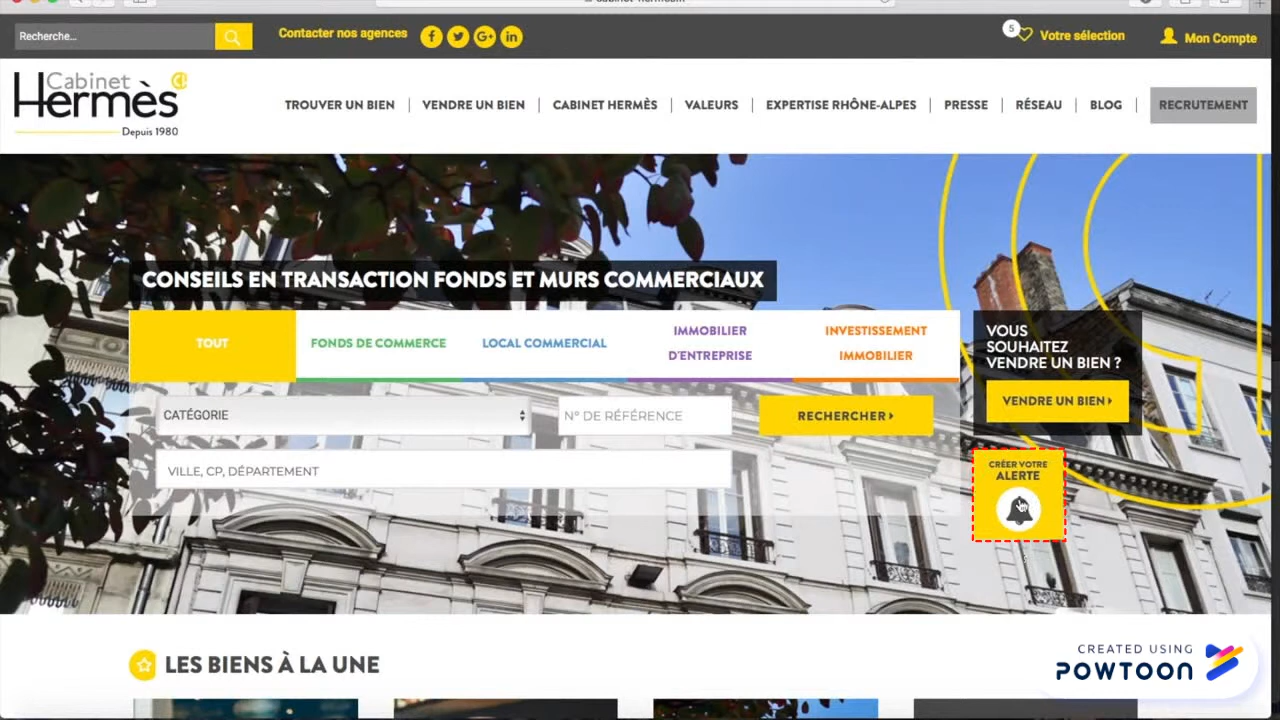 Recherche...
Contacter nos agences
5
Votre sélection
Mon Compte
Cabinet
Hermès
Depuis 1980
TROUVER UN BIEN
VENDRE UN BIEN
CABINET HERMÈS
VALEURS
EXPERTISE RHÔNE-ALPES
PRESSE
RÉSEAU
BLOG
RECRUTEMENT
CONSEILS EN TRANSACTION FONDS ET MURS COMMERCIAUX
TOUT
FONDS DE COMMERCE
LOCAL COMMERCIAL
IMMOBILIER
D'ENTREPRISE
INVESTISSEMENT
IMMOBILIER
CATÉGORIE
N° DE RÉFÉRENCE
RECHERCHER
VILLE, CP, DÉPARTEMENT
VOUS
SOUHAITEZ
VENDRE UN BIEN ?
VENDRE UN BIEN
CRÉER VOTRE
ALERTE
LES BIENS À LA UNE
CREATED USING
POWTOON